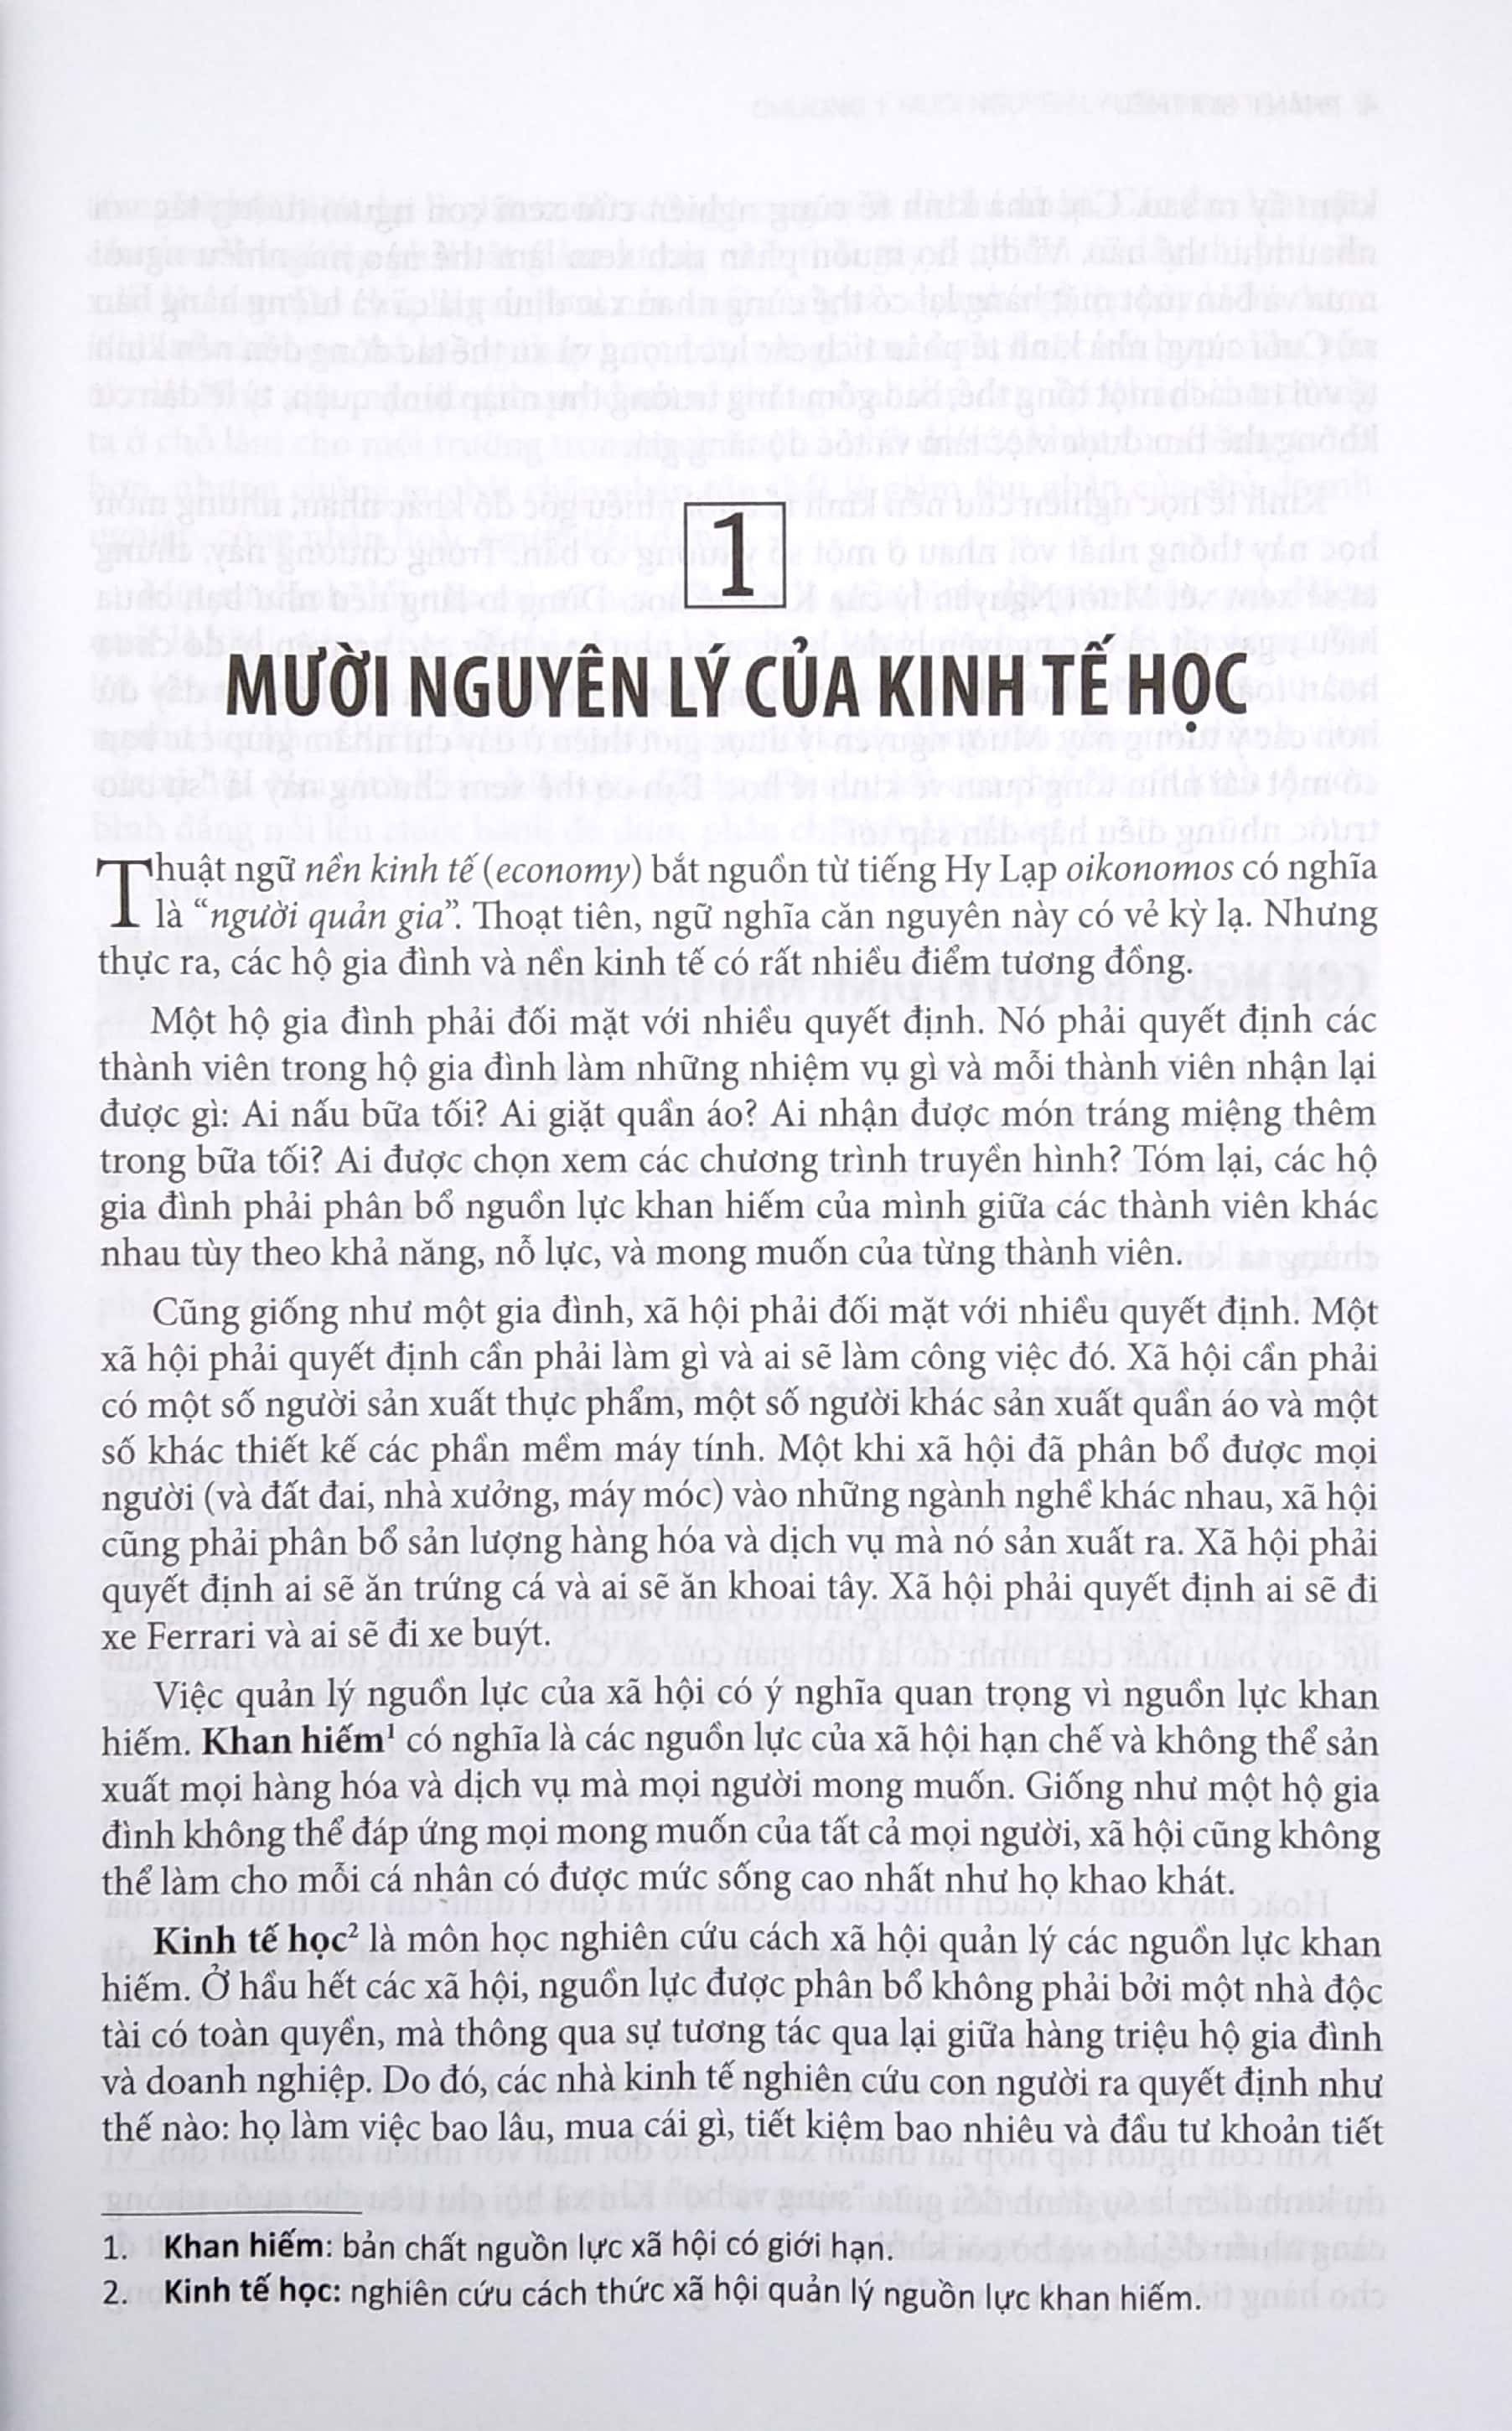 1
MƯỜI NGUYÊN LÝ CỦA KINH TẾ HỌC
Thuật ngữ nền kinh tế (economy) bắt nguồn từ tiếng Hy Lạp oikonomos có nghĩa
là “người quản gia”. Thoạt tiên, ngữ nghĩa căn nguyên này có vẻ kỳ lạ. Nhưng
thực ra, các hộ gia đình và nền kinh tế có rất nhiều điểm tương đồng.
Một hộ gia đình phải đối mặt với nhiều quyết định. Nó phải quyết định các
thành viên trong hộ gia đình làm những nhiệm vụ gì và mỗi thành viên nhận lại
được gì: Ai nấu bữa tối? Ai giặt quần áo? Ai nhận được món tráng miệng thêm
trong bữa tối? Ai được chọn xem các chương trình truyền hình? Tóm lại, các hộ
gia đình phải phân bổ nguồn lực khan hiếm của mình giữa các thành viên khác
nhau tùy theo khả năng, nỗ lực, và mong muốn của từng thành viên.
Cũng giống như một gia đình, xã hội phải đối mặt với nhiều quyết định. Một
xã hội phải quyết định cần phải làm gì và ai sẽ làm công việc đó. Xã hội cần phải
có một số người sản xuất thực phẩm, một số người khác sản xuất quần áo và một
số khác thiết kế các phần mềm máy tính. Một khi xã hội đã phân bổ được mọi
người (và đất đai, nhà xưởng, máy móc) vào những ngành nghề khác nhau, xã hội
cũng phải phân bổ sản lượng hàng hóa và dịch vụ mà nó sản xuất ra. Xã hội phải
quyết định ai sẽ ăn trứng cá và ai sẽ ăn khoai tây. Xã hội phải quyết định ai sẽ đi
xe Ferrari và ai sẽ đi xe buýt.
Việc quản lý nguồn lực của xã hội có ý nghĩa quan trọng vì nguồn lực khan
hiếm. Khan hiếm¹ có nghĩa là các nguồn lực của xã hội hạn chế và không thể sản
xuất mọi hàng hóa và dịch vụ mà mọi người mong muốn. Giống như một hộ gia
đình không thể đáp ứng mọi mong muốn của tất cả mọi người, xã hội cũng không
thể làm cho mỗi cá nhân có được mức sống cao nhất như họ khao khát.
Kinh tế học² là môn học nghiên cứu cách xã hội quản lý các nguồn lực khan
hiếm. Ở hầu hết các xã hội, nguồn lực được phân bổ không phải bởi một nhà độc
tài có toàn quyền, mà thông qua sự tương tác qua lại giữa hàng triệu hộ gia đình
và doanh nghiệp. Do đó, các nhà kinh tế nghiên cứu con người ra quyết định như
thế nào: họ làm việc bao lâu, mua cái gì, tiết kiệm bao nhiêu và đầu tư khoản tiết
1. Khan hiếm: bản chất nguồn lực xã hội có giới hạn.
2. Kinh tế học: nghiên cứu cách thức xã hội quản lý nguồn lực khan hiếm.